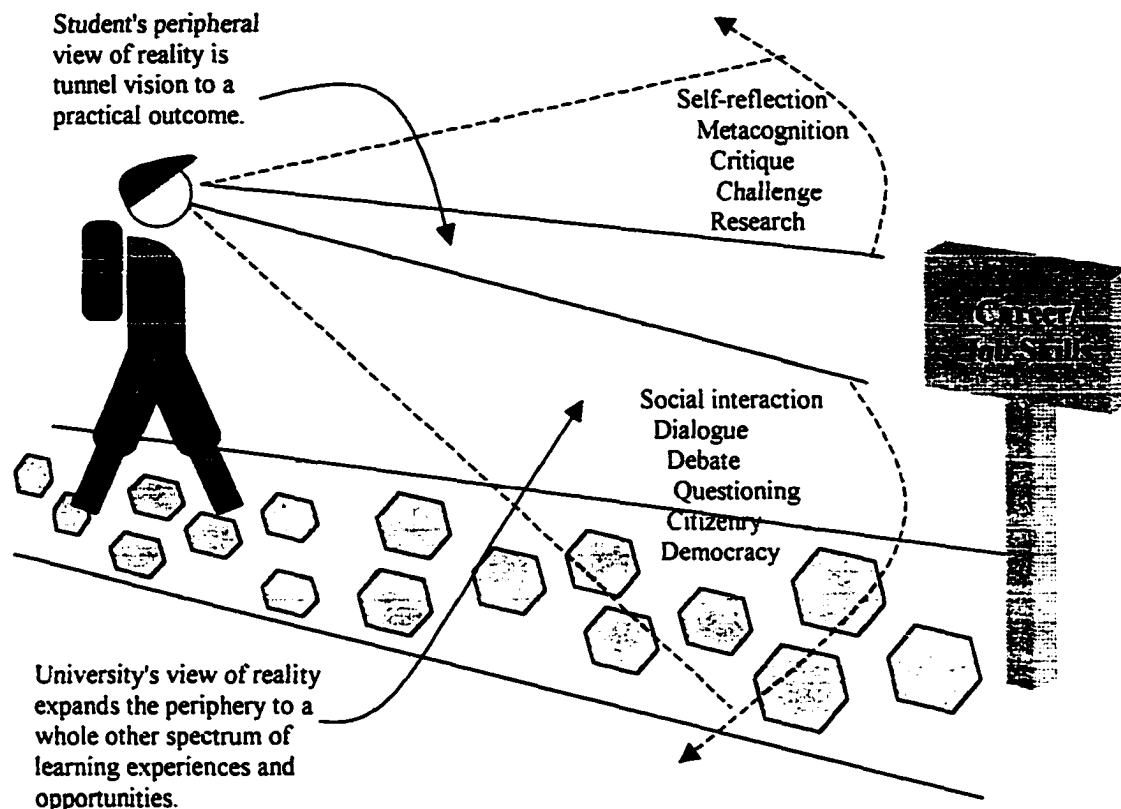 Student's peripheral
view of reality is
tunnel vision to a
practical outcome.
Self-reflection
Metacognition
Critique
Challenge
Research
Career/
Job Skills
Social interaction
Dialogue
Debate
Questioning
Citizenry
Democracy
University's view of reality
expands the periphery to a
whole other spectrum of
learning experiences and
opportunities.